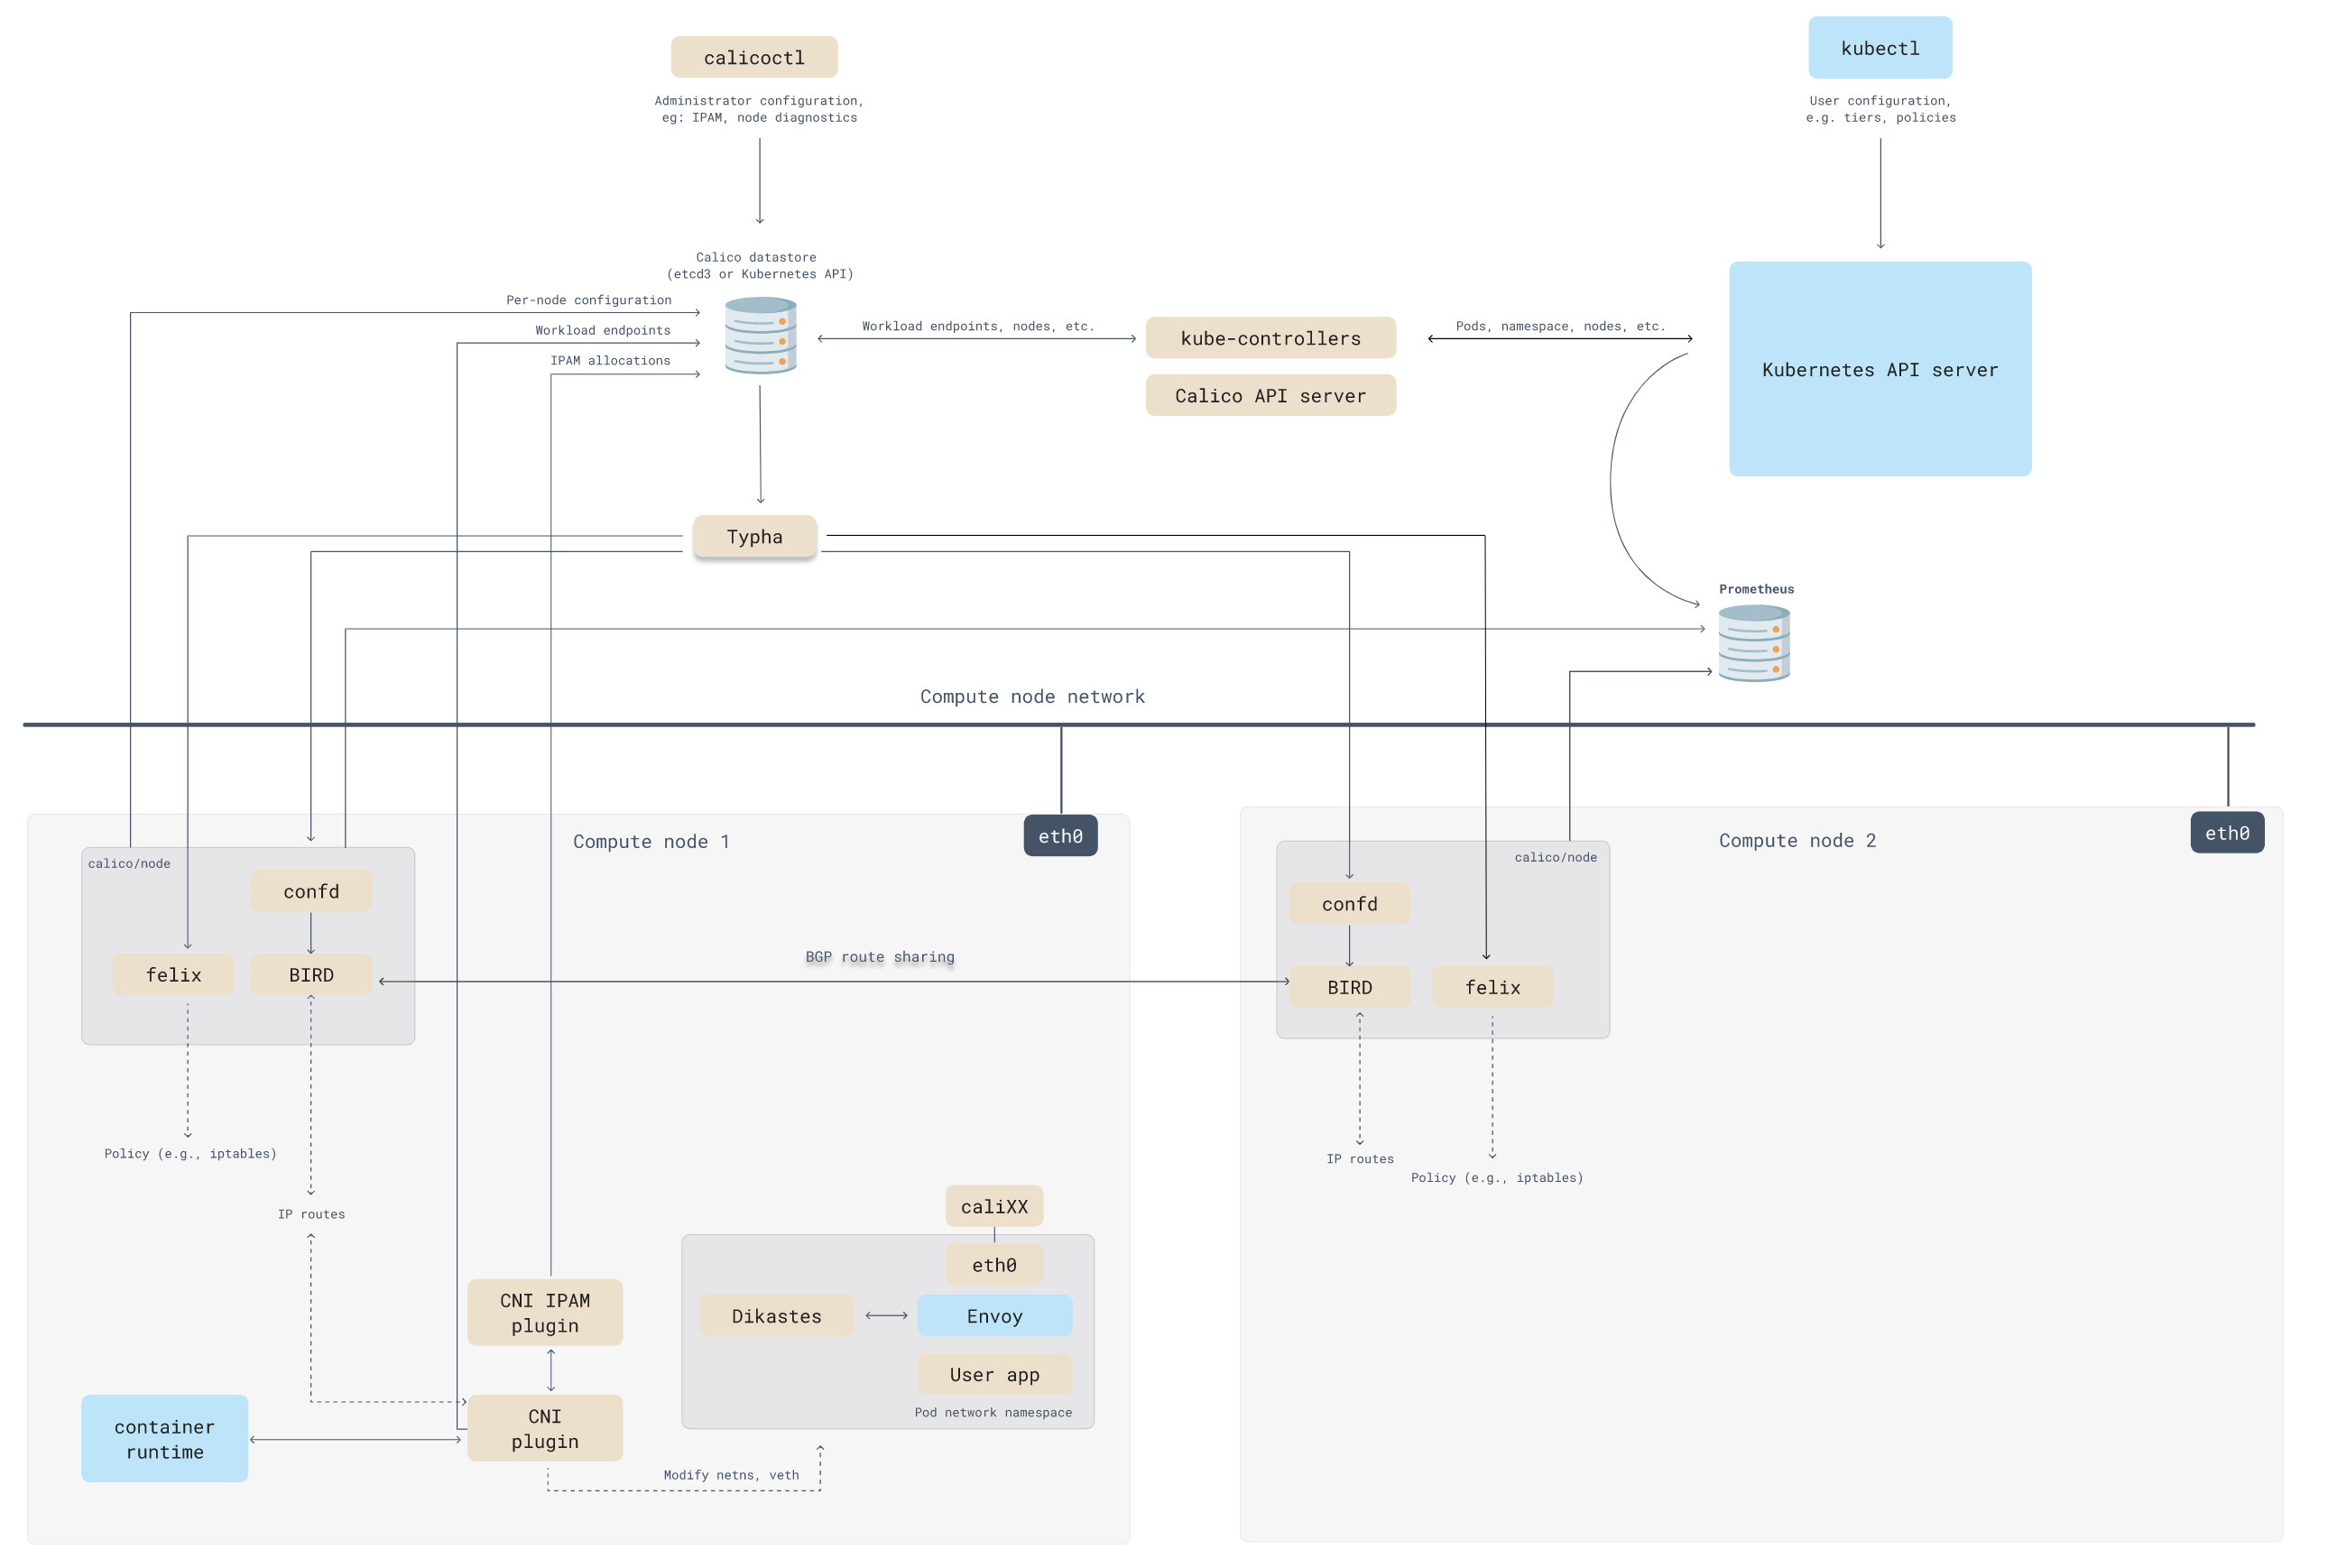 calicoctl
Administrator configuration,
eg: IPAM, node diagnostics
kubectl
User configuration,
e.g. tiers, policies
Calico datastore
(etcd3 or Kubernetes API)
Per-node configuration
Workload endpoints
IPAM allocations
Workload endpoints, nodes, etc.
kube-controllers
Calico API server
Pods, namespace, nodes, etc.
Kubernetes API server
Typha
Prometheus
Compute node network
Compute node 1
eth0
calico/node
confd
felix
BIRD
BGP route sharing
Policy (e.g., iptables)
IP routes
CNI IPAM
plugin
CNI
plugin
container
runtime
caliXX
eth0
Dikastes
Envoy
User app
Pod network namespace
Modify netns, veth
Compute node 2
eth0
calico/node
confd
BIRD
felix
IP routes
Policy (e.g., iptables)